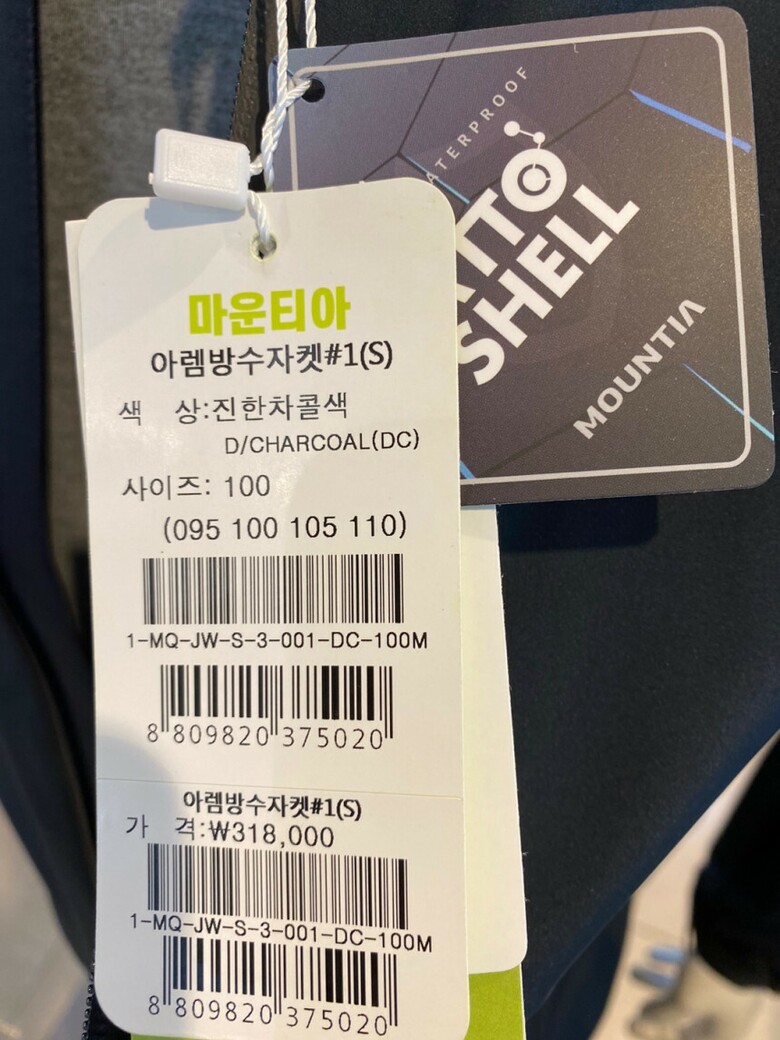 마운티아
아렘방수자켓#1(S)
색 상:진한차콜색
D/CHARCOAL(DC)
사이즈: 100
(095 100 105 110)
1-MQ-JW-S-3-001-DC-100M
8 809820 375020
아렘방수자켓#1(S)
가 격:₩318,000
1-MQ-JW-S-3-001-DC-100M
8 809820 375020
SHELL
MOUNTIA